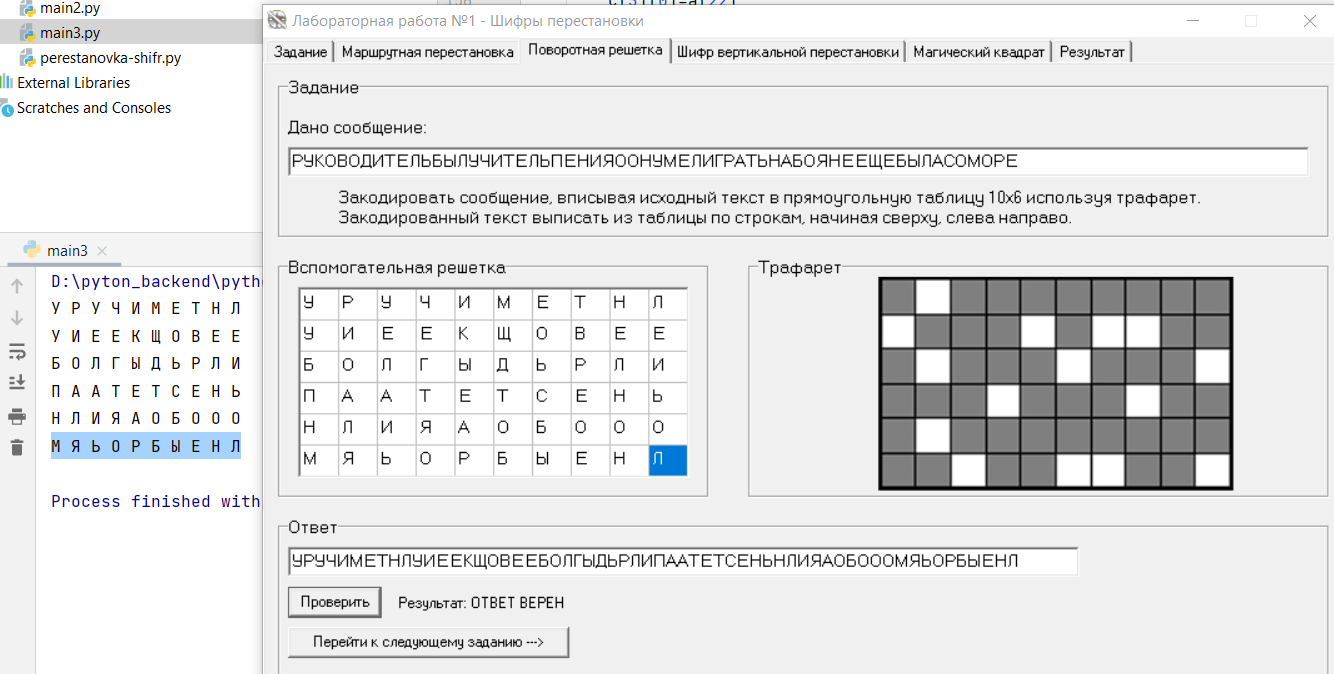 main2.py
main3.py
perestanovka-shifr.py
External Libraries
Scratches and Consoles
main3
D:\pyton_backend\pyth
У Р У Ч И М Е Т Н Л
У И Е Е К Щ О В Е Е
Б О Л Г Ы Д Ь Р Л И
П А А Т Е Т С Е Н Ь
Н Л И Я А О Б О О О
М Я Ь О Р Б Ы Е Н Л
Process finished with
Лабораторная работа №1 - Шифры перестановки
Задание Маршрутная перестановка Поворотная решетка Шифр вертикальной перестановки Магический квадрат Результат
Задание
Дано сообщение:
РУКОВОДИТЕЛЬБЫЛУЧИТЕЛЬПЕНИЯООНУМЕЛИГРАТЬНАБОЯНЕЕЩЕБЫЛАСОМОРЕ
Закодировать сообщение, вписывая исходный текст в прямоугольную таблицу 10х6 используя трафарет.
Закодированный текст выписать из таблицы по строкам, начиная сверху, слева направо.
Вспомогательная решетка
У Р У Ч И М Е Т Н Л
У И Е Е К Щ О В Е Е
Б О Л Г Ы Д Ь Р Л И
П А А Т Е Т С Е Н Ь
Н Л И Я А О Б О О О
М Я Ь О Р Б Ы Е Н Л
Трафарет
Ответ
УРУЧИМЕТНЛУИЕЕКЩОВЕЕБОЛГЫДЬРЛИПААТЕТСЕНЬНЛИЯАОБОООМЯЬОРБЫЕНЛ
Проверить Результат: ОТВЕТ ВЕРЕН
Перейти к следующему заданию --->